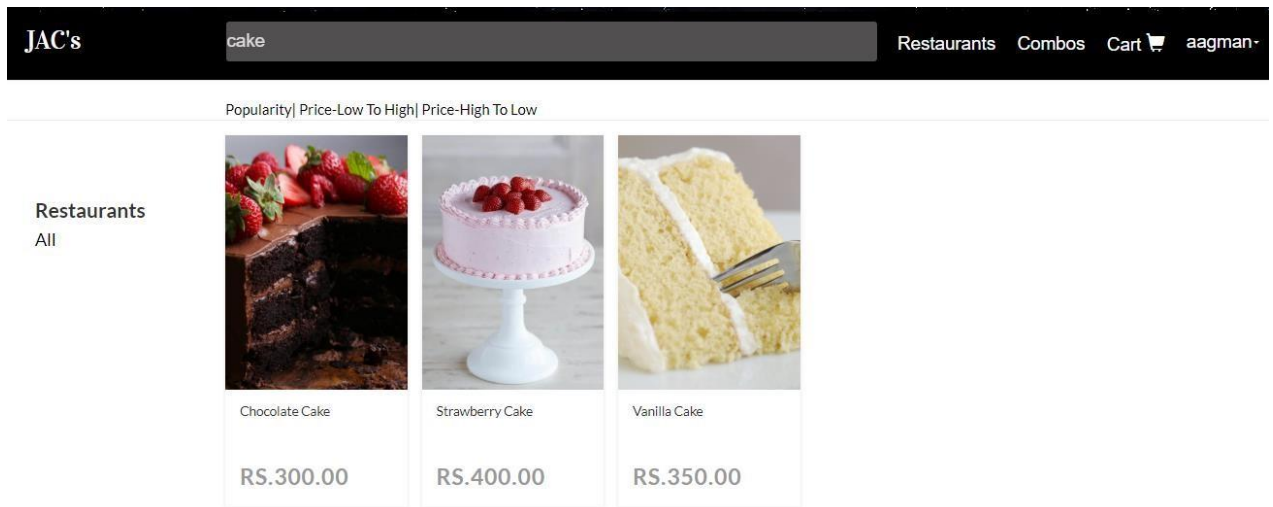 JAC's
cake
Restaurants Combos Cart aagman
Popularity| Price-Low To High| Price-High To Low
Restaurants
All
Chocolate Cake
Strawberry Cake
Vanilla Cake
RS.300.00
RS.400.00
RS.350.00